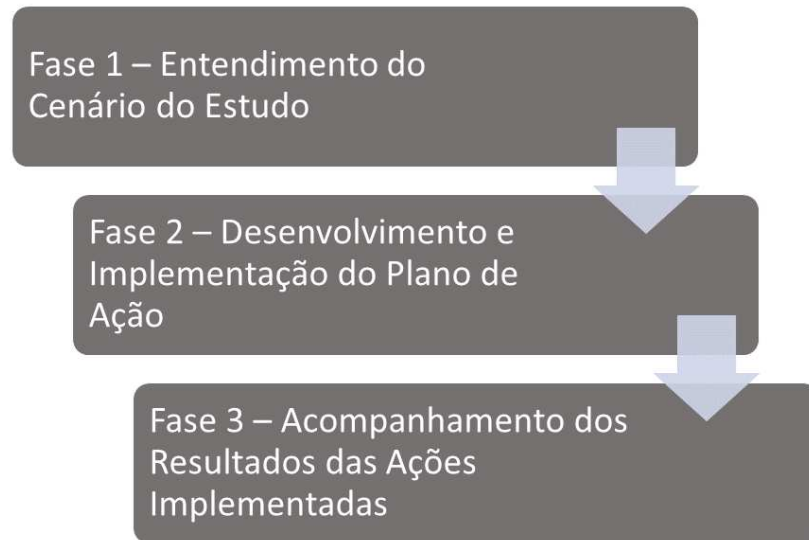 Fase 1 – Entendimento do
Cenário do Estudo
Fase 2 – Desenvolvimento e
Implementação do Plano de
Ação
Fase 3 – Acompanhamento dos
Resultados das Ações
Implementadas